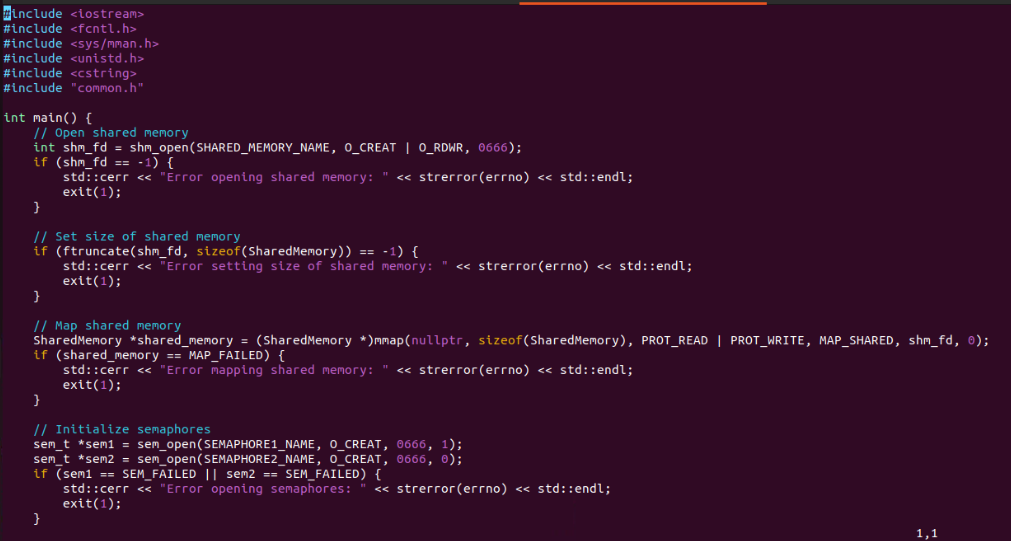 #include <iostream>
#include <fcntl.h>
#include <sys/mman.h>
#include <unistd.h>
#include <cstring>
#include "common.h"

int main() {
    // Open shared memory
    int shm_fd = shm_open(SHARED_MEMORY_NAME, O_CREAT | O_RDWR, 0666);
    if (shm_fd == -1) {
        std::cerr << "Error opening shared memory: " << strerror(errno) << std::endl;
        exit(1);
    }

    // Set size of shared memory
    if (ftruncate(shm_fd, sizeof(SharedMemory)) == -1) {
        std::cerr << "Error setting size of shared memory: " << strerror(errno) << std::endl;
        exit(1);
    }

    // Map shared memory
    SharedMemory *shared_memory = (SharedMemory *)mmap(nullptr, sizeof(SharedMemory), PROT_READ | PROT_WRITE, MAP_SHARED, shm_fd, 0);
    if (shared_memory == MAP_FAILED) {
        std::cerr << "Error mapping shared memory: " << strerror(errno) << std::endl;
        exit(1);
    }

    // Initialize semaphores
    sem_t *sem1 = sem_open(SEMAPHORE1_NAME, O_CREAT, 0666, 1);
    sem_t *sem2 = sem_open(SEMAPHORE2_NAME, O_CREAT, 0666, 0);
    if (sem1 == SEM_FAILED || sem2 == SEM_FAILED) {
        std::cerr << "Error opening semaphores: " << strerror(errno) << std::endl;
        exit(1);
    }
1,1